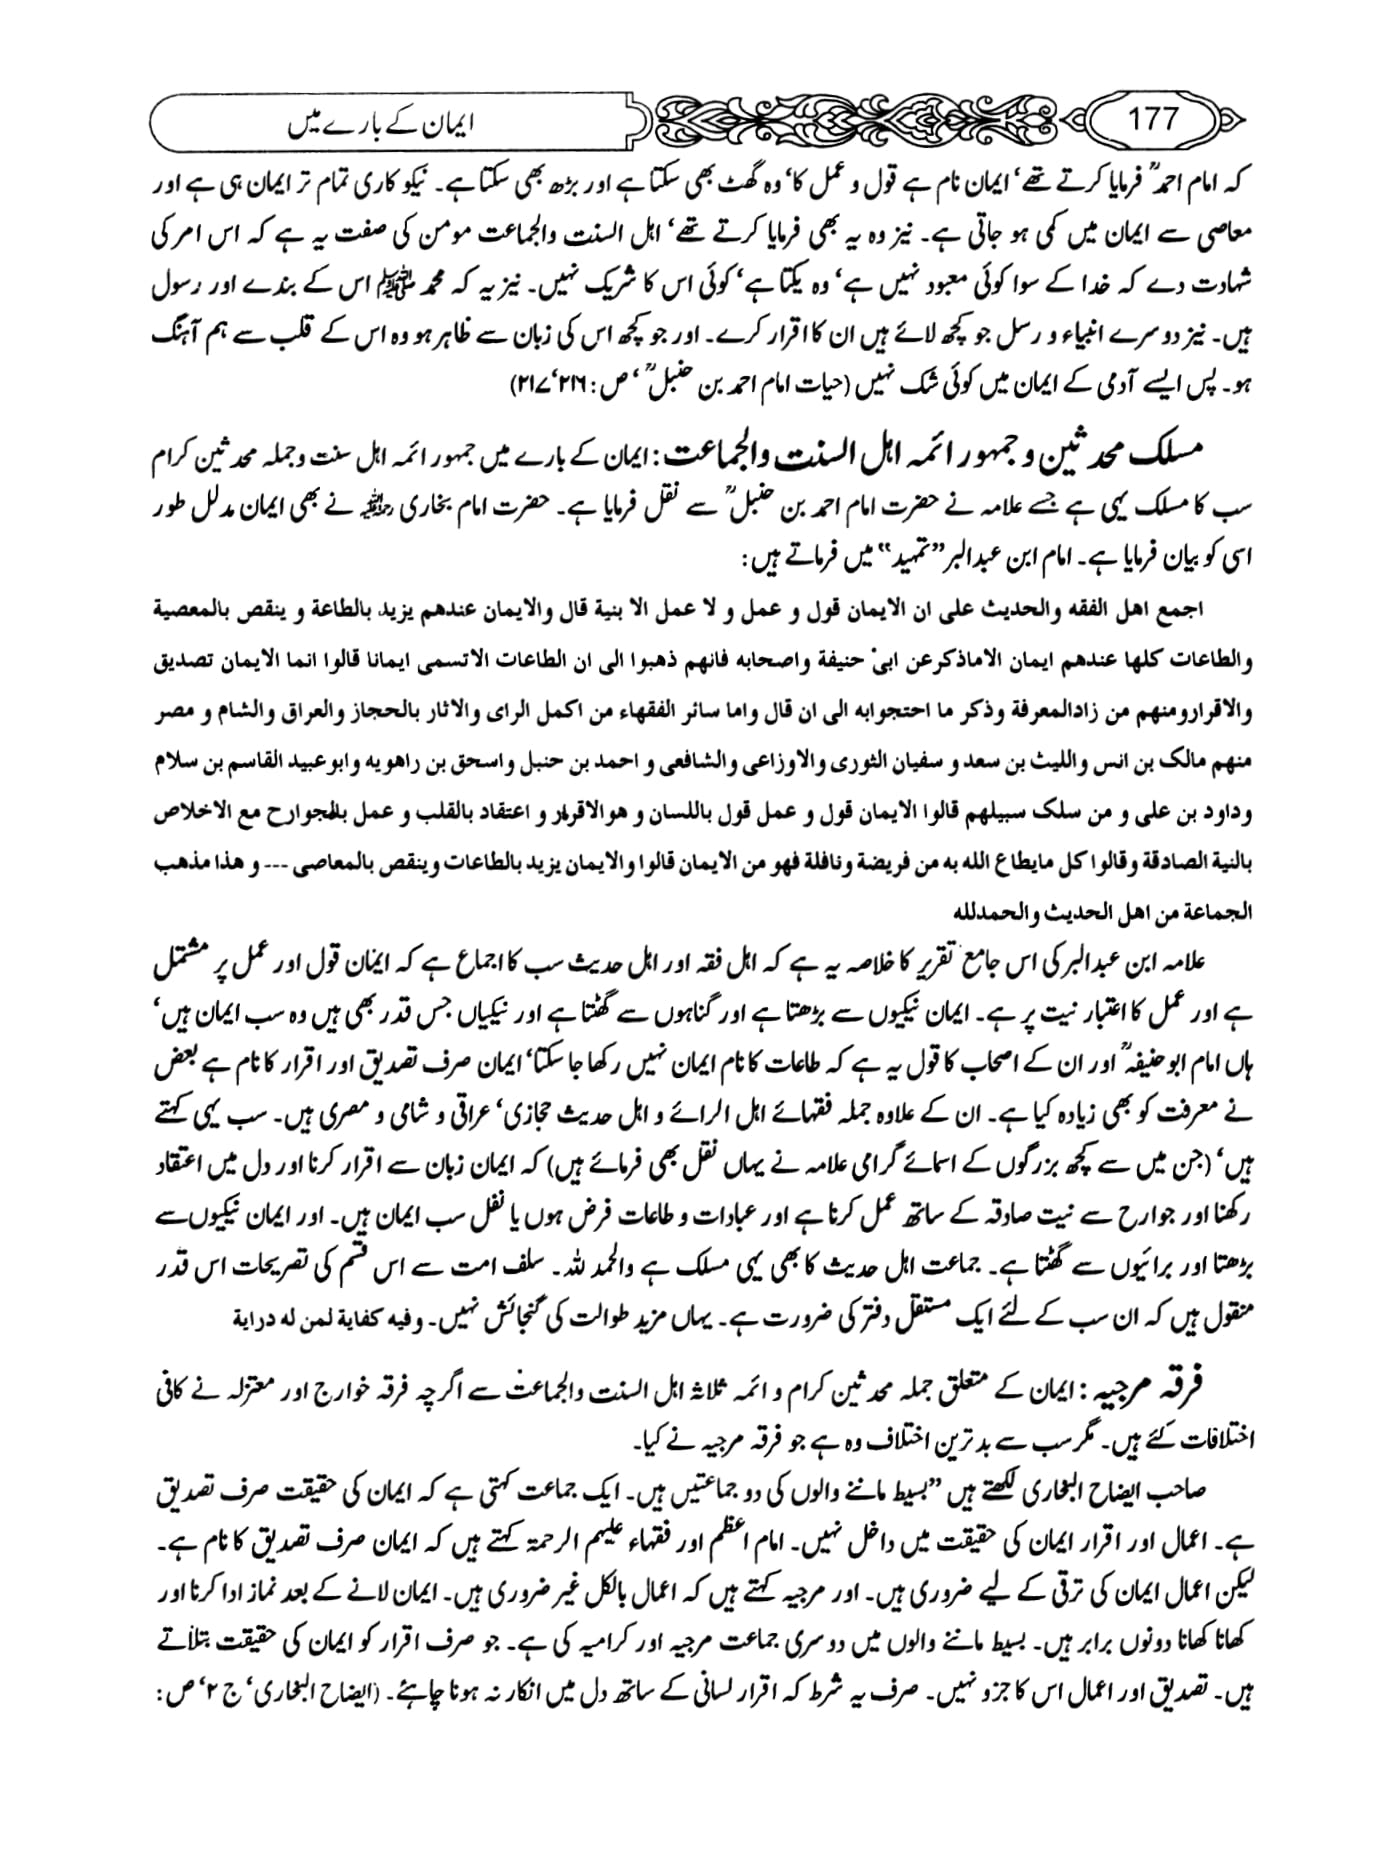 ایمان کے بارے میں
177
کہ امام احمدؒ فرمایا کرتے تھے‘ ایمان نام ہے قول و عمل کا‘ وہ گھٹ بھی سکتا ہے اور بڑھ بھی سکتا ہے۔ نیکو کاری تمام تر ایمان ہی ہے اور
معاصی سے ایمان میں کمی ہو جاتی ہے۔ نیز وہ یہ بھی فرمایا کرتے تھے‘ اہل السنت والجماعت مومن کی صفت یہ ہے کہ اس امر کی
شہادت دے کہ خدا کے سوا کوئی معبود نہیں ہے‘ وہ یکتا ہے‘ کوئی اس کا شریک نہیں۔ نیز یہ کہ محمد ﷺ اس کے بندے اور رسول
ہیں۔ نیز دوسرے انبیاء و رسل جو کچھ لائے ہیں ان کا اقرار کرے۔ اور جو کچھ اس کی زبان سے ظاہر ہو وہ اس کے قلب سے ہم آہنگ
ہو۔ پس ایسے آدمی کے ایمان میں کوئی شک نہیں (حیات امام احمد بن حنبلؒ ‘ ص: ۲۱۶‘ ۲۱۷)
مسلک محدثین و جمہور ائمہ اہل السنت والجماعت: ایمان کے بارے میں جمہور ائمہ اہل سنت و جملہ محدثین کرام
سب کا مسلک یہی ہے جسے علامہ نے حضرت امام احمد بن حنبلؒ سے نقل فرمایا ہے۔ حضرت امام بخاری رحمہ اللہ نے بھی ایمان مدلل طور
اسی کو بیان فرمایا ہے۔ امام ابن عبدالبر ”تمہید“ میں فرماتے ہیں:
اجمع اهل الفقه والحديث على ان الايمان قول و عمل و لا عمل الا بنية قال والايمان عندهم يزيد بالطاعة و ينقص بالمعصية
والطاعات كلها عندهم ايمان الاماذكرعن ابى حنيفة واصحابه فانهم ذهبوا الى ان الطاعات الاتسمى ايمانا قالوا انما الايمان تصديق
والاقرارومنهم من زادالمعرفة وذكر ما احتجوابه الى ان قال واما سائر الفقهاء من اكمل الراى والاثار بالحجاز والعراق والشام و مصر
منهم مالك بن انس والليث بن سعد و سفيان الثورى والاوزاعى والشافعى و احمد بن حنبل واسحق بن راهويه وابوعبيد القاسم بن سلام
وداود بن على و من سلك سبيلهم قالوا الايمان قول و عمل قول باللسان و هوالاقرار و اعتقاد بالقلب و عمل بالجوارح مع الاخلاص
بالنية الصادقة وقالوا كل مايطاع الله به من فريضة ونافلة فهو من الايمان قالوا والايمان يزيد بالطاعات وينقص بالمعاصى --- و هذا مذهب
الجماعة من اهل الحديث والحمدلله
علامہ ابن عبدالبر کی اس جامع تقریر کا خلاصہ یہ ہے کہ اہل فقہ اور اہل حدیث سب کا اجماع ہے کہ ایمان قول اور عمل پر مشتمل
ہے اور عمل کا اعتبار نیت پر ہے۔ ایمان نیکیوں سے بڑھتا ہے اور گناہوں سے گھٹتا ہے اور نیکیاں جس قدر بھی ہیں وہ سب ایمان ہیں‘
ہاں امام ابو حنیفہؒ اور ان کے اصحاب کا قول یہ ہے کہ طاعات کا نام ایمان نہیں رکھا جا سکتا‘ ایمان صرف تصدیق اور اقرار کا نام ہے بعض
نے معرفت کو بھی زیادہ کیا ہے۔ ان کے علاوہ جملہ فقہائے اہل الرائے و اہل حدیث حجازی‘ عراقی و شامی و مصری ہیں۔ سب یہی کہتے
ہیں‘ (جن میں سے کچھ بزرگوں کے اسمائے گرامی علامہ نے یہاں نقل بھی فرمائے ہیں) کہ ایمان زبان سے اقرار کرنا اور دل میں اعتقاد
رکھنا اور جوارح سے نیت صادقہ کے ساتھ عمل کرنا ہے اور عبادات و طاعات فرض ہوں یا نفل سب ایمان ہیں۔ اور ایمان نیکیوں سے
بڑھتا اور برائیوں سے گھٹتا ہے۔ جماعت اہل حدیث کا بھی یہی مسلک ہے والحمد للہ۔ سلف امت سے اس قسم کی تصریحات اس قدر
منقول ہیں کہ ان سب کے لئے ایک مستقل دفتر کی ضرورت ہے۔ یہاں مزید طوالت کی گنجائش نہیں۔ وفيه كفاية لمن له دراية
فرقہ مرجیہ: ایمان کے متعلق جملہ محدثین کرام و ائمہ ثلاثہ اہل السنت والجماعت سے اگرچہ فرقہ خوارج اور معتزلہ نے کافی
اختلافات کئے ہیں۔ مگر سب سے بدترین اختلاف وہ ہے جو فرقہ مرجیہ نے کیا۔
صاحب ایضاح البخاری لکھتے ہیں ”بسیط ماننے والوں کی دو جماعتیں ہیں۔ ایک جماعت کہتی ہے کہ ایمان کی حقیقت صرف تصدیق
ہے۔ اعمال اور اقرار ایمان کی حقیقت میں داخل نہیں۔ امام اعظم اور فقہاء علیہم الرحمۃ کہتے ہیں کہ ایمان صرف تصدیق کا نام ہے۔
لیکن اعمال ایمان کی ترقی کے لیے ضروری ہیں۔ اور مرجیہ کہتے ہیں کہ اعمال بالکل غیر ضروری ہیں۔ ایمان لانے کے بعد نماز ادا کرنا اور
کھانا کھانا دونوں برابر ہیں۔ بسیط ماننے والوں میں دوسری جماعت مرجیہ اور کرامیہ کی ہے۔ جو صرف اقرار کو ایمان کی حقیقت بتلاتے
ہیں۔ تصدیق اور اعمال اس کا جزو نہیں۔ صرف یہ شرط کہ اقرار لسانی کے ساتھ دل میں انکار نہ ہونا چاہئے۔ (ایضاح البخاری‘ ج ۲‘ ص: